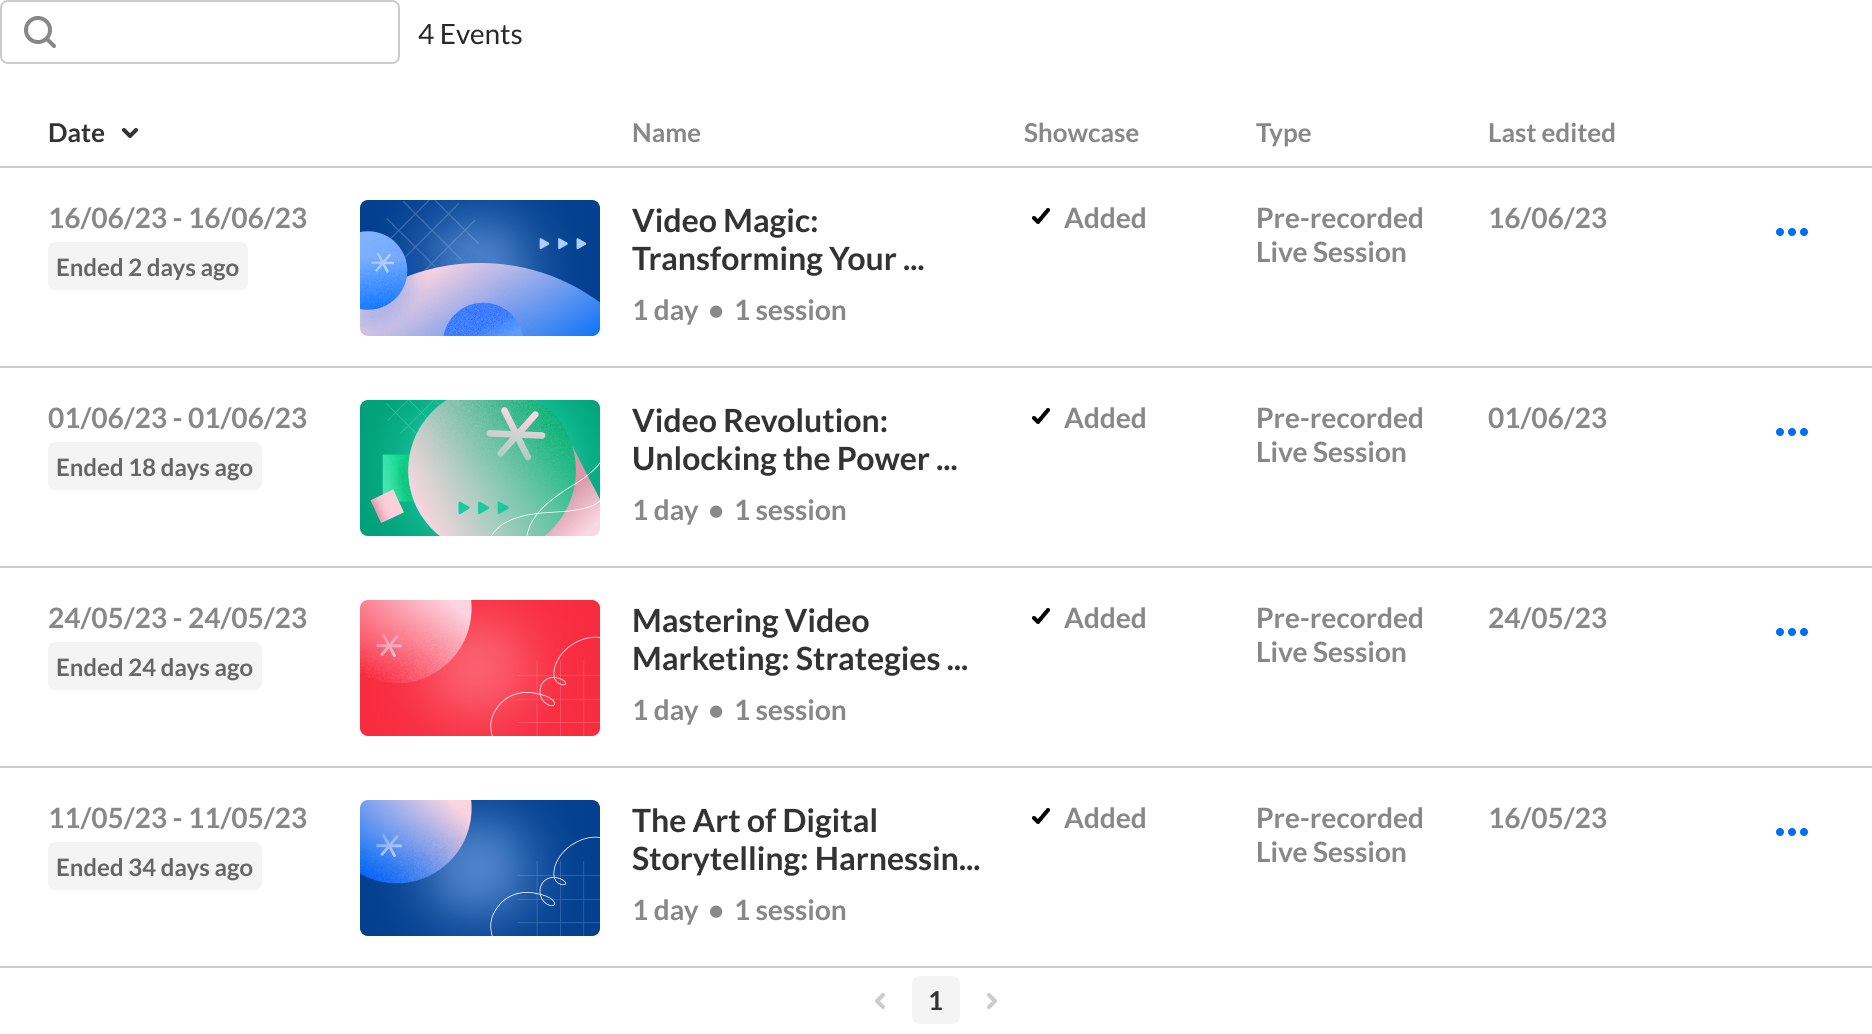 4 Events
Date
Name
Showcase
Type
Last edited
16/06/23 - 16/06/23
Ended 2 days ago
Video Magic:
Transforming Your ...
1 day ● 1 session
Added
Pre-recorded
Live Session
16/06/23
01/06/23 - 01/06/23
Ended 18 days ago
Video Revolution:
Unlocking the Power ...
1 day ● 1 session
Added
Pre-recorded
Live Session
01/06/23
24/05/23 - 24/05/23
Ended 24 days ago
Mastering Video
Marketing: Strategies ...
1 day ● 1 session
Added
Pre-recorded
Live Session
24/05/23
11/05/23 - 11/05/23
Ended 34 days ago
The Art of Digital
Storytelling: Harnessin...
1 day ● 1 session
Added
Pre-recorded
Live Session
16/05/23
1